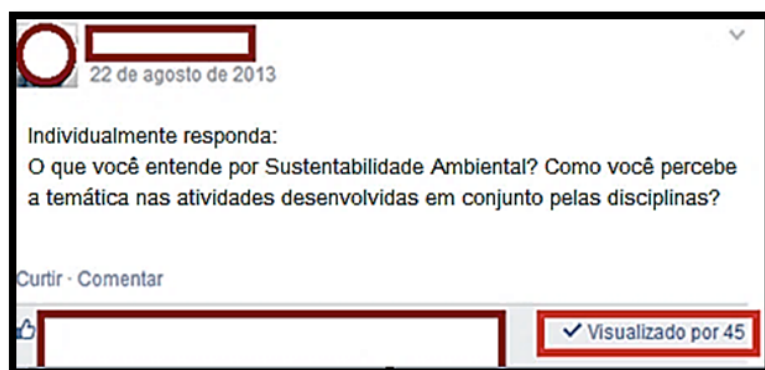 22 de agosto de 2013
Individualmente responda:
O que você entende por Sustentabilidade Ambiental? Como você percebe
a temática nas atividades desenvolvidas em conjunto pelas disciplinas?
Curtir · Comentar
Visualizado por 45